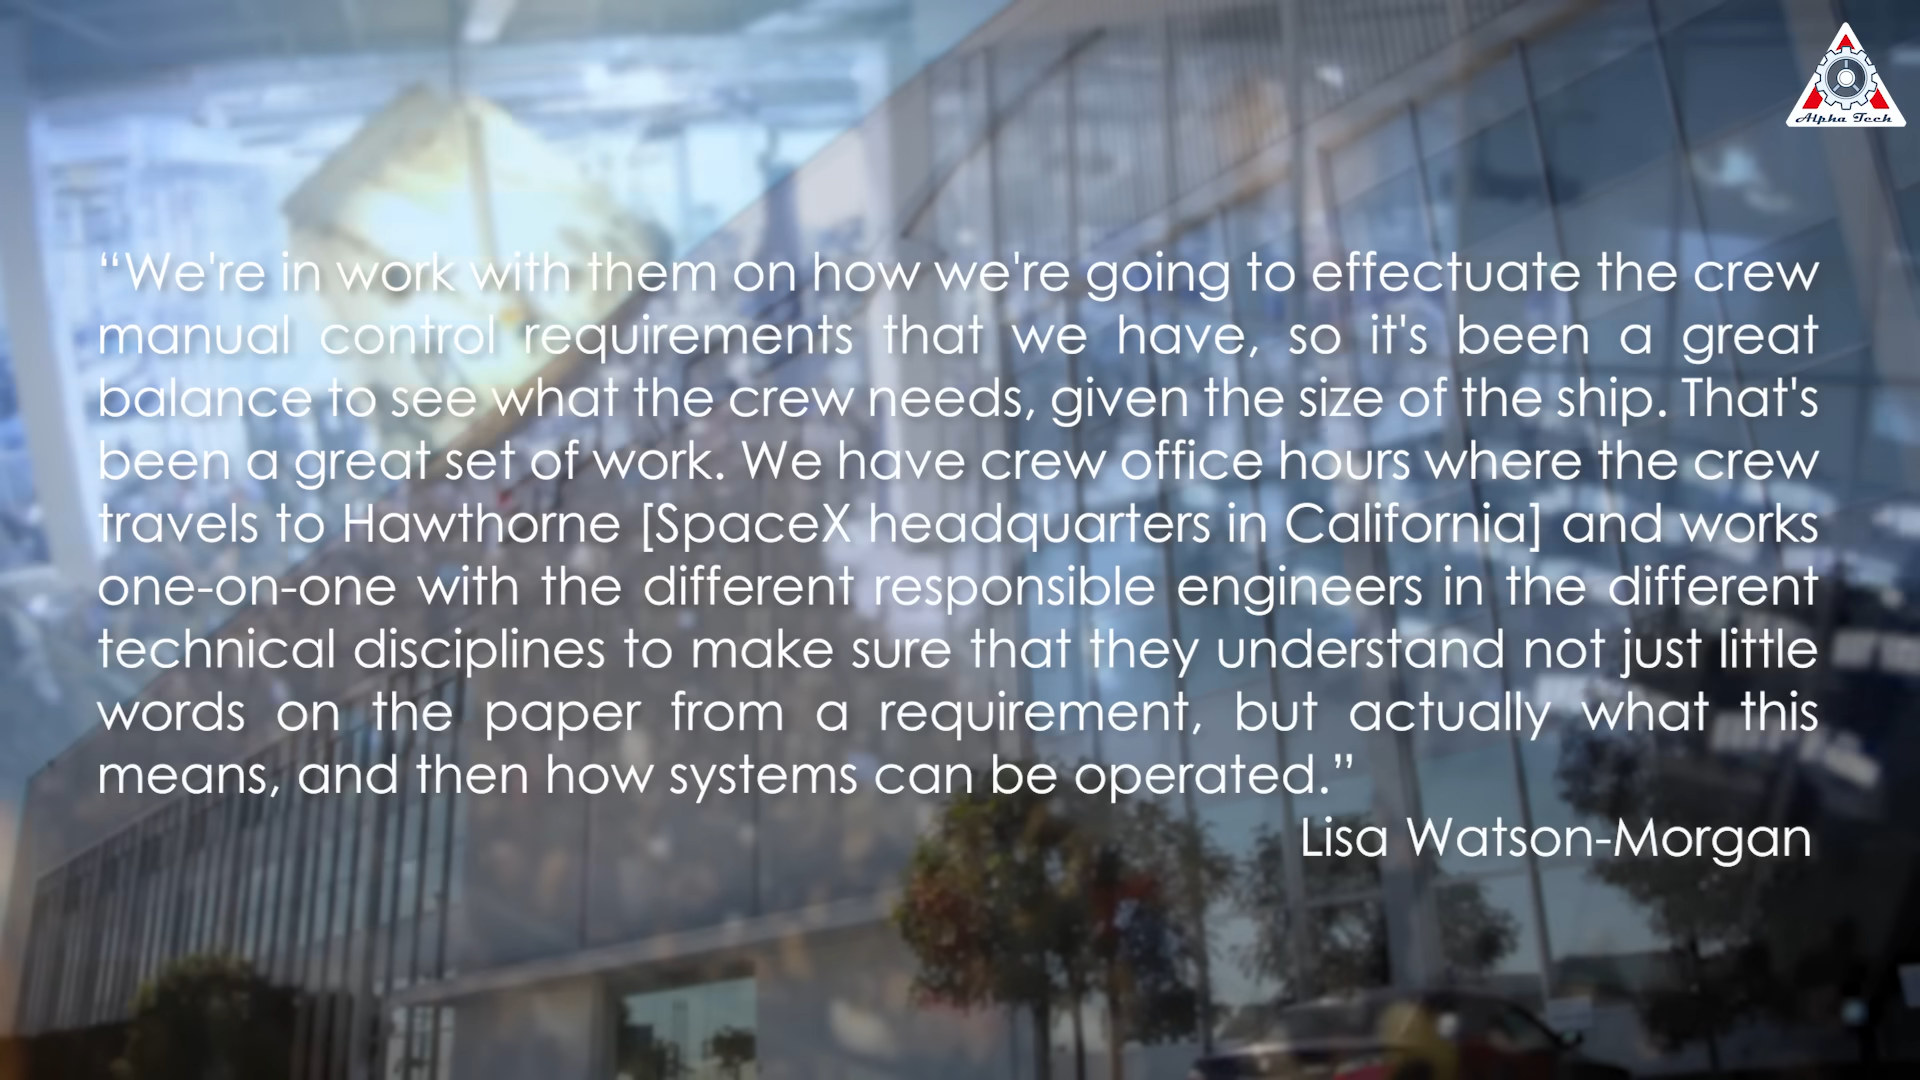 Alpha Tech
“We're in work with them on how we're going to effectuate the crew
manual control requirements that we have, so it's been a great
balance to see what the crew needs, given the size of the ship. That's
been a great set of work. We have crew office hours where the crew
travels to Hawthorne [SpaceX headquarters in California] and works
one-on-one with the different responsible engineers in the different
technical disciplines to make sure that they understand not just little
words on the paper from a requirement, but actually what this
means, and then how systems can be operated.”
Lisa Watson-Morgan